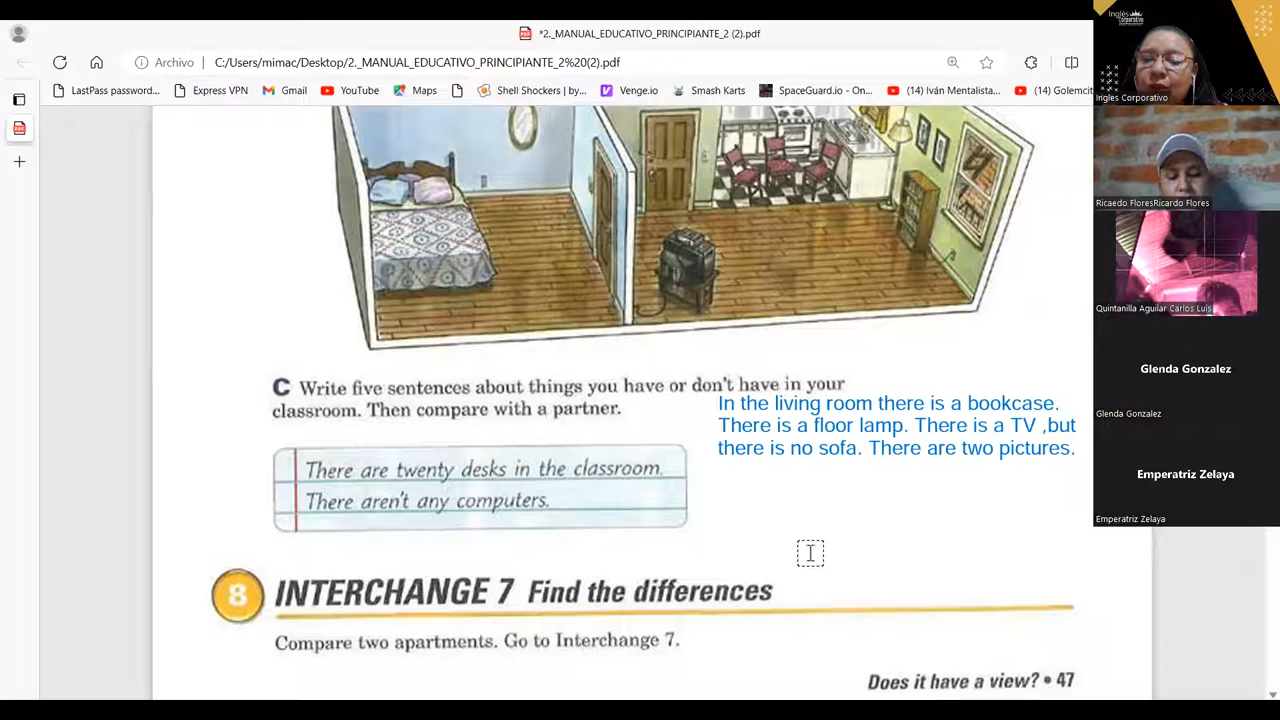 *2._MANUAL_EDUCATIVO_PRINCIPIANTE_2 (2).pdf
Archivo
C:/Users/mimac/Desktop/2._MANUAL_EDUCATIVO_PRINCIPIANTE_2%20(2).pdf
LastPass password...
Express VPN
Gmail
YouTube
Maps
Shell Shockers | by...
Venge.io
Smash Karts
SpaceGuard.io - On...
(14) Iván Mentalista...
(14) Golemcit
C Write five sentences about things you have or don't have in your
classroom. Then compare with a partner.
In the living room there is a bookcase.
There is a floor lamp. There is a TV ,but
there is no sofa. There are two pictures.
There are twenty desks in the classroom.
There aren't any computers.
8 INTERCHANGE 7 Find the differences
Compare two apartments. Go to Interchange 7.
Does it have a view? • 47
Inglés
Corporativo
Ingles Corporativo
Ricaedo FloresRicardo Flores
Quintanilla Aguilar Carlos Luis
Glenda Gonzalez
Glenda Gonzalez
Emperatriz Zelaya
Emperatriz Zelaya